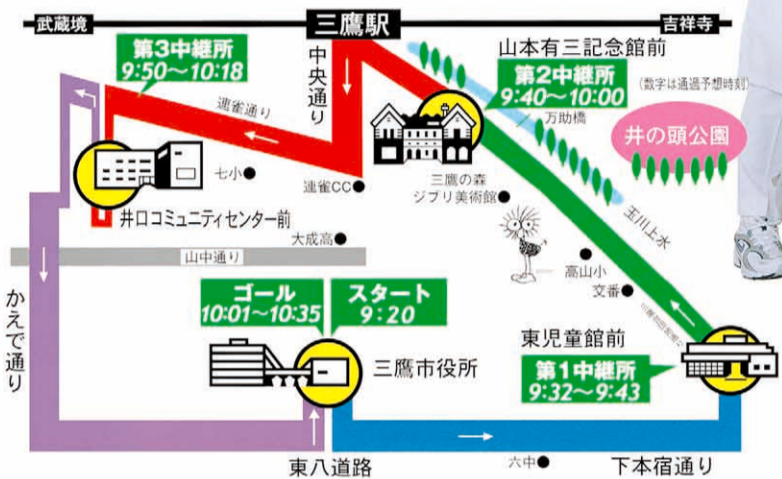 武蔵境
三鷹駅
吉祥寺
第3中継所
9:50〜10:18
中央通り
山本有三記念館前
第2中継所
9:40〜10:00
(数字は通過予想時刻)
万助橋
井の頭公園
連雀通り
七小●
連雀CC●
三鷹の森
ジブリ美術館●
玉川上水
井口コミュニティセンター前
大成高●
山中通り
高山小
交番●
かえで通り
ゴール
10:01〜10:35
スタート
9:20
三鷹市役所
東児童館前
第1中継所
9:32〜9:43
東八道路
六中●
下本宿通り